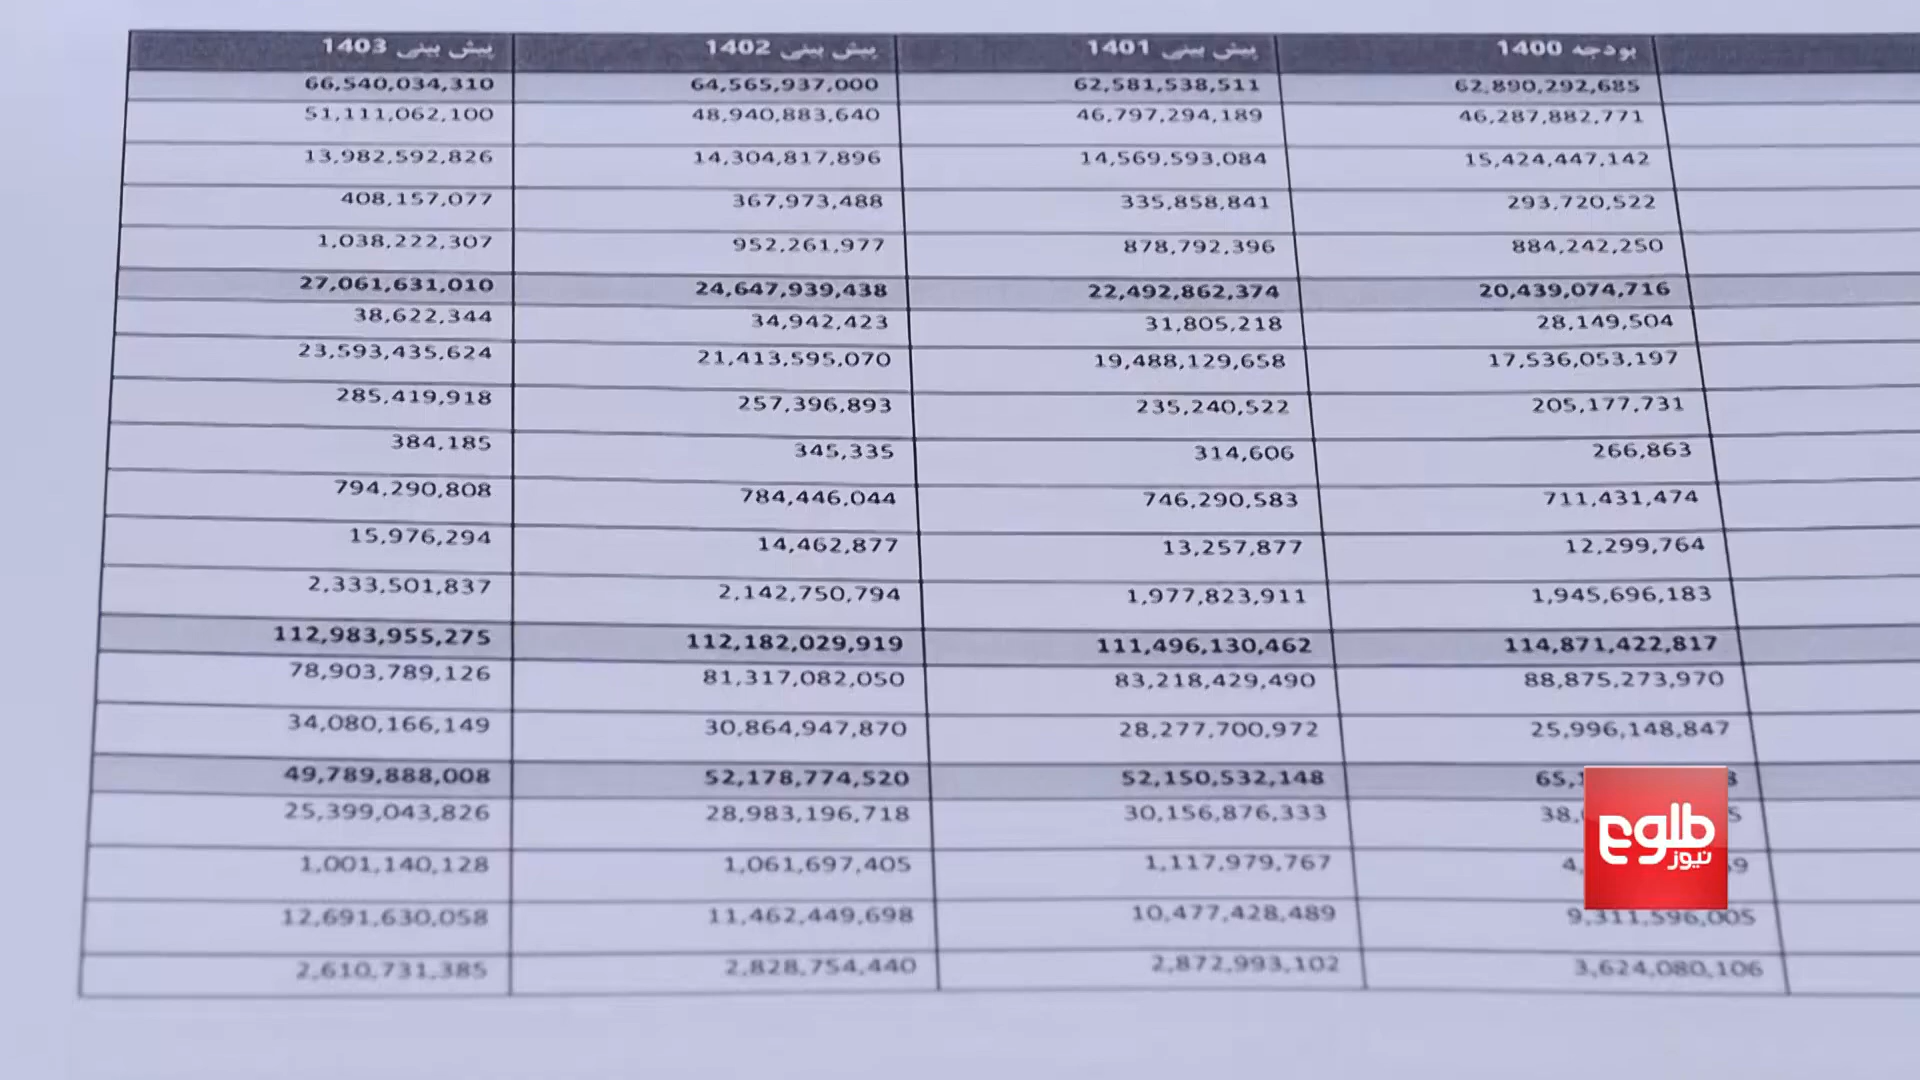 بودجه 1400 پیش بینی 1401 پیش بینی 1402 پیش بینی 1403
62,890,292,685 62,581,538,511 64,565,937,000 66,540,034,310
46,287,882,771 46,797,294,189 48,940,883,640 51,111,062,100
15,424,447,142 14,569,593,084 14,304,817,896 13,982,592,826
293,720,522 335,858,841 367,973,488 408,157,077
884,242,250 878,792,396 952,261,977 1,038,222,307
20,439,074,716 22,492,862,374 24,647,939,438 27,061,631,010
28,149,504 31,805,218 34,942,423 38,622,344
17,536,053,197 19,488,129,658 21,413,595,070 23,593,435,624
205,177,731 235,240,522 257,396,893 285,419,918
266,863 314,606 345,335 384,185
711,431,474 746,290,583 784,446,044 794,290,808
12,299,764 13,257,877 14,462,877 15,976,294
1,945,696,183 1,977,823,911 2,142,750,794 2,333,501,837
114,871,422,817 111,496,130,462 112,182,029,919 112,983,955,275
88,875,273,970 83,218,429,490 81,317,082,050 78,903,789,126
25,996,148,847 28,277,700,972 30,864,947,870 34,080,166,149
52,150,532,148 52,178,774,520 49,789,888,008
30,156,876,333 28,983,196,718 25,399,043,826
1,117,979,767 1,061,697,405 1,001,140,128
9,311,596,005 10,477,428,489 11,462,449,698 12,691,630,058
3,624,080,106 2,872,993,102 2,828,754,440 2,610,731,385
طلوع
نیوز